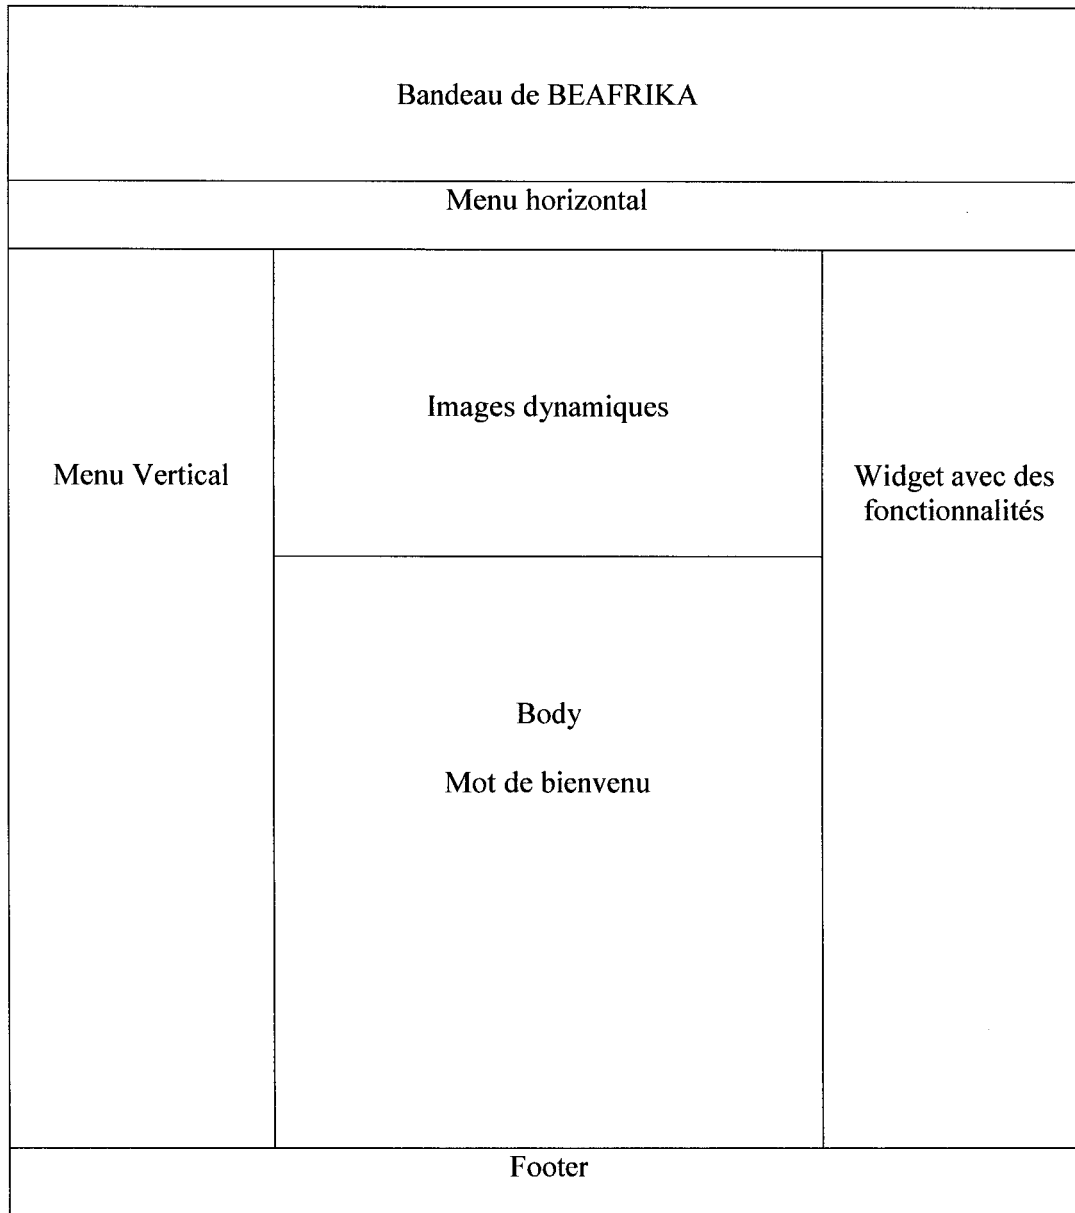 Bandeau de BEAFRIKA
Menu horizontal
Menu Vertical
Images dynamiques
Body
Mot de bienvenu
Widget avec des
fonctionnalités
Footer